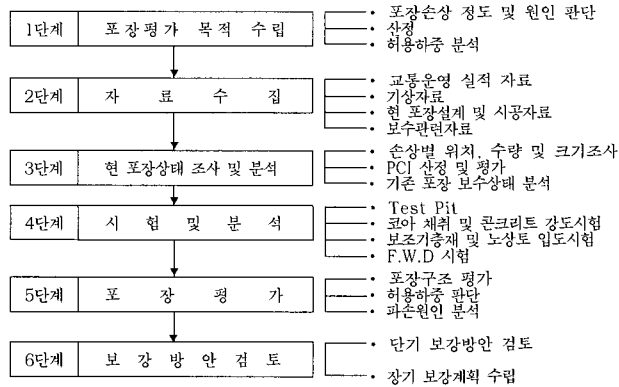 1단계 포장평가 목적 수립
· 포장손상 정도 및 원인 판단
· 산정
· 허용하중 분석
2단계 자 료 수 집
· 교통운영 실적 자료
· 기상자료
· 현 포장설계 및 시공자료
· 보수관련자료
3단계 현 포장상태 조사 및 분석
· 손상별 위치, 수량 및 크기조사
· PCI 산정 및 평가
· 기존 포장 보수상태 분석
4단계 시 험 및 분 석
· Test Pit
· 코아 채취 및 콘크리트 강도시험
· 보조기층재 및 노상토 입도시험
· F.W.D 시험
5단계 포 장 평 가
· 포장구조 평가
· 허용하중 판단
· 파손원인 분석
6단계 보 강 방 안 검 토
· 단기 보강방안 검토
· 장기 보강계획 수립